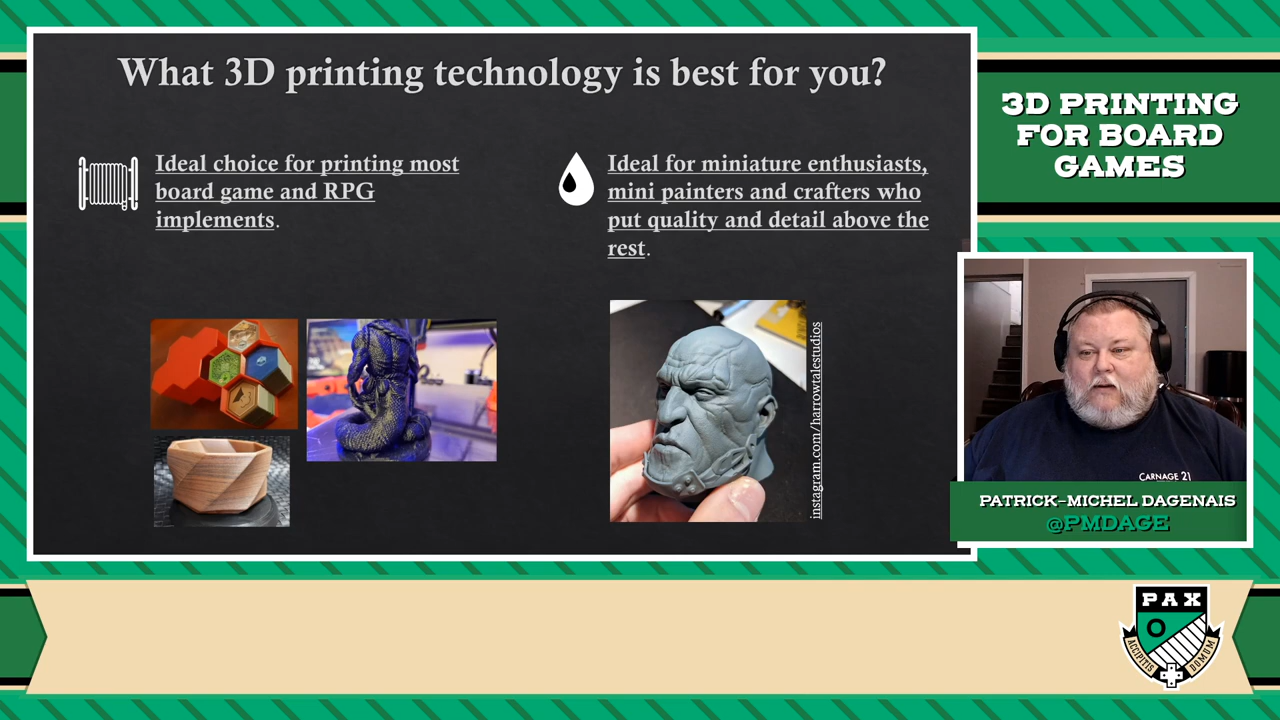 What 3D printing technology is best for you?
Ideal choice for printing most
board game and RPG
implements.
Ideal for miniature enthusiasts,
mini painters and crafters who
put quality and detail above the
rest.
instagram.com/harrowtalestudios
3D PRINTING
FOR BOARD
GAMES
CARNAGE 21
PATRICK-MICHEL DAGENAIS
@PMDAGE
PAX
ACCIPITIS
DOMUM